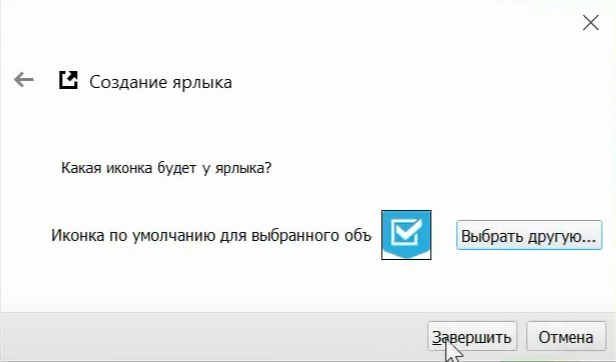 Создание ярлыка
Какая иконка будет у ярлыка?
Иконка по умолчанию для выбранного объ
Выбрать другую...
Завершить
Отмена